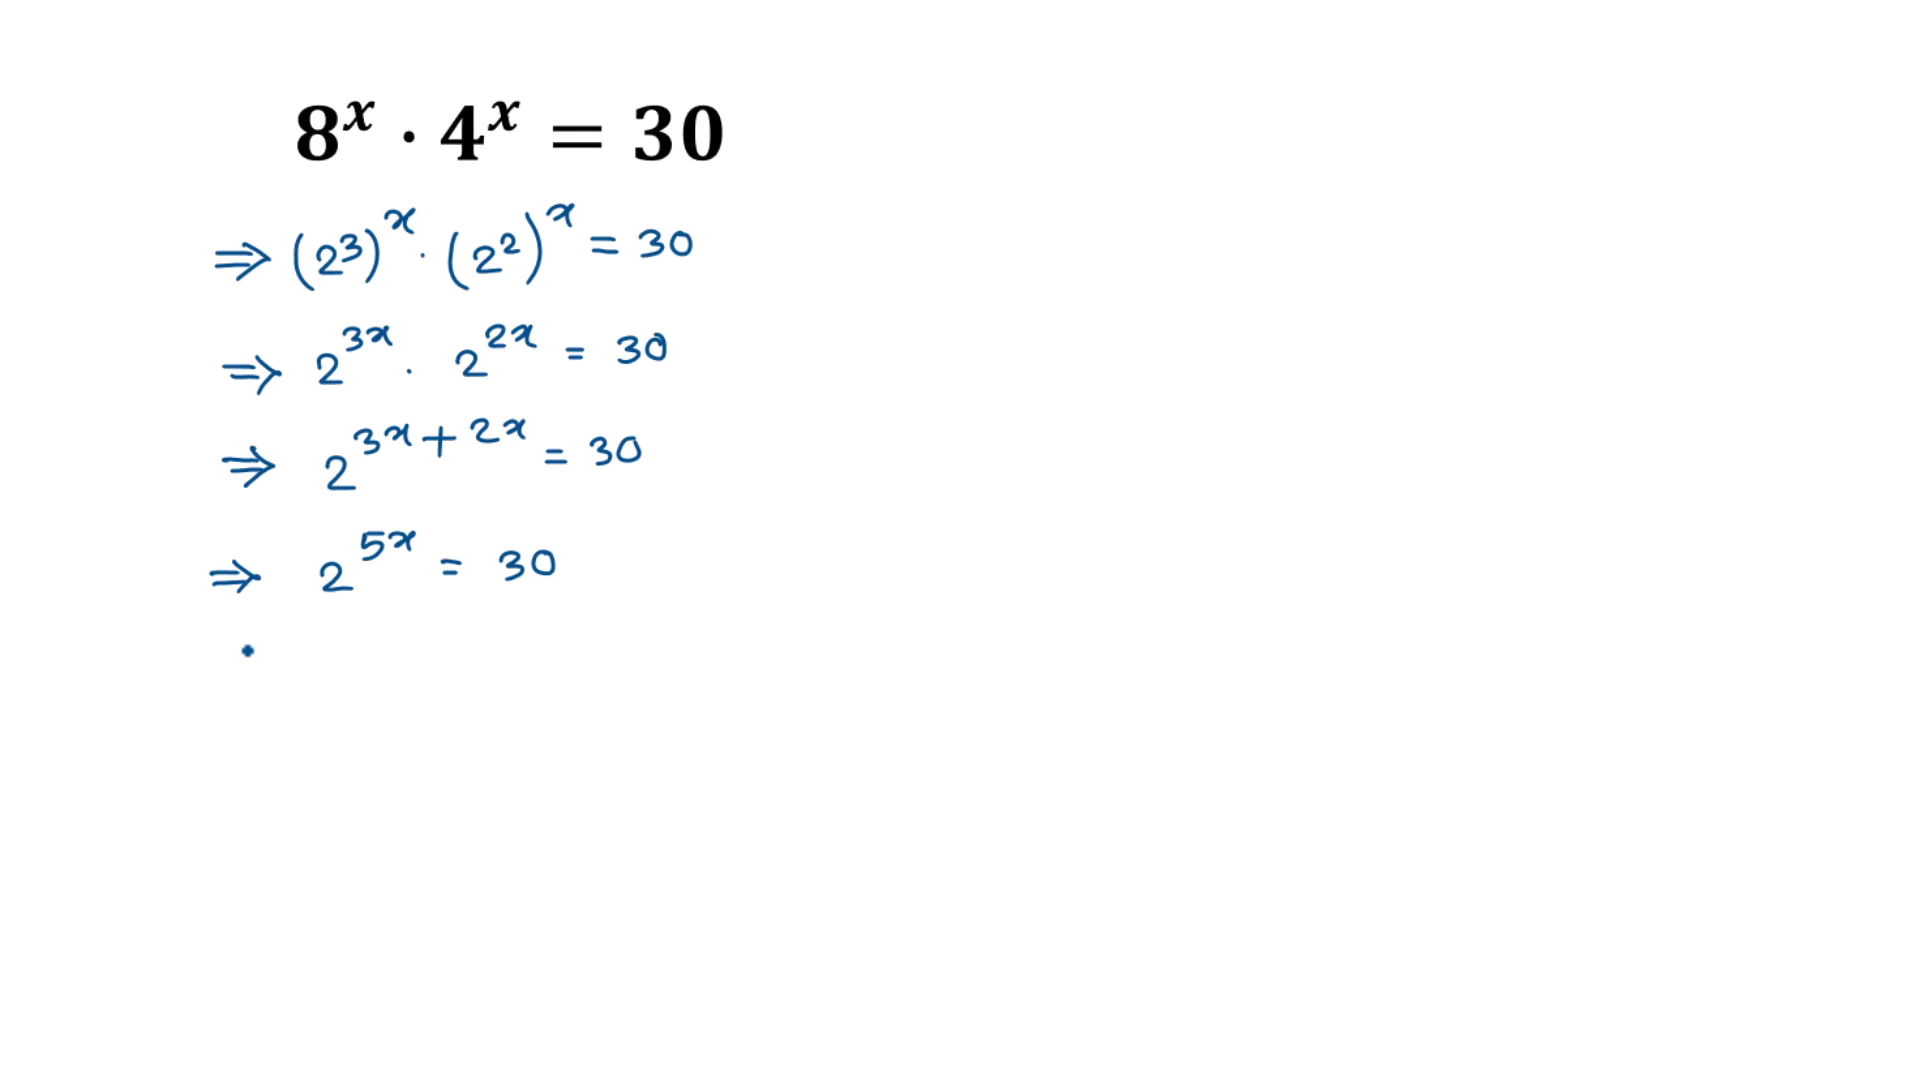 8^x · 4^x = 30
⇒ (2^3)^x · (2^2)^x = 30
⇒ 2^{3x} · 2^{2x} = 30
⇒ 2^{3x+2x} = 30
⇒ 2^{5x} = 30